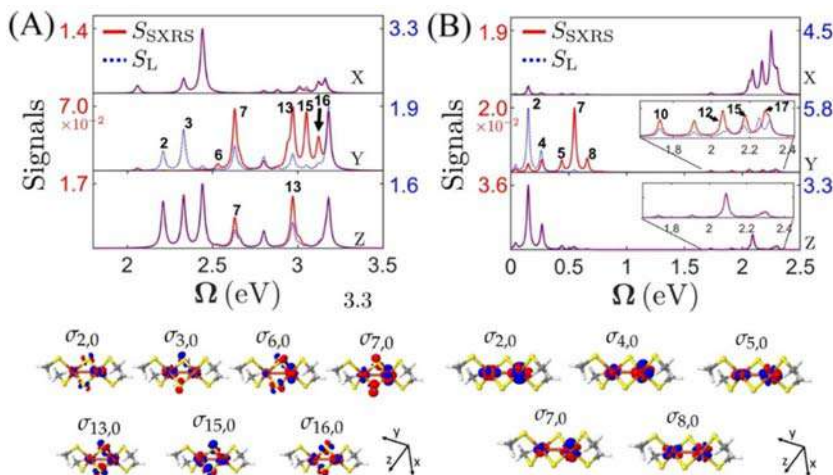 (A)
1.4
S_SXRS
S_L
3.3
X
7.0
×10⁻²
2
3
6
7
13
15
16
1.9
Y
1.7
7
13
1.6
Z
Signals
2
2.5
3
3.5
Ω (eV)
3.3
(B)
1.9
S_SXRS
S_L
4.5
X
2.0
×10⁻²
2
4
5
7
8
10
12
15
17
1.8
2
2.2
2.4
5.8
Y
3.6
1.8
2
2.2
2.4
3.3
Z
Signals
0
0.5
1
1.5
2
2.5
Ω (eV)
σ2,0 σ3,0 σ6,0 σ7,0
σ13,0 σ15,0 σ16,0
y
z
x
σ2,0 σ4,0 σ5,0
σ7,0 σ8,0
y
z
x